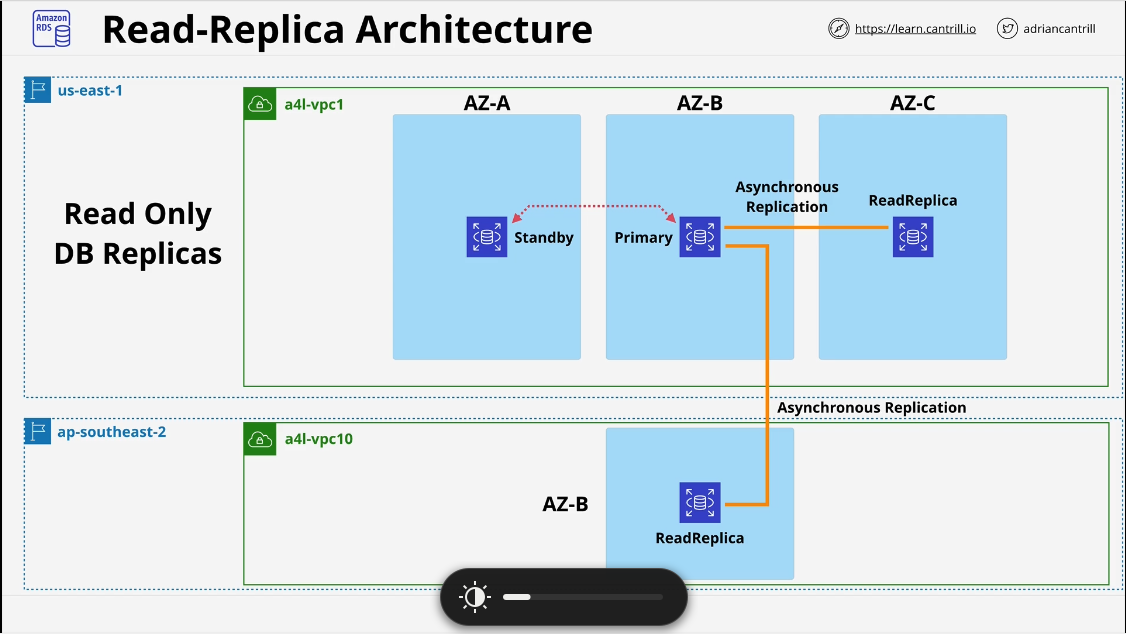 Amazon
RDS
Read-Replica Architecture
https://learn.cantrill.io
adriancantrill
us-east-1
a4l-vpc1
AZ-A
AZ-B
AZ-C
Read Only
DB Replicas
Asynchronous
Replication
ReadReplica
Standby
Primary
Asynchronous Replication
ap-southeast-2
a4l-vpc10
AZ-B
ReadReplica